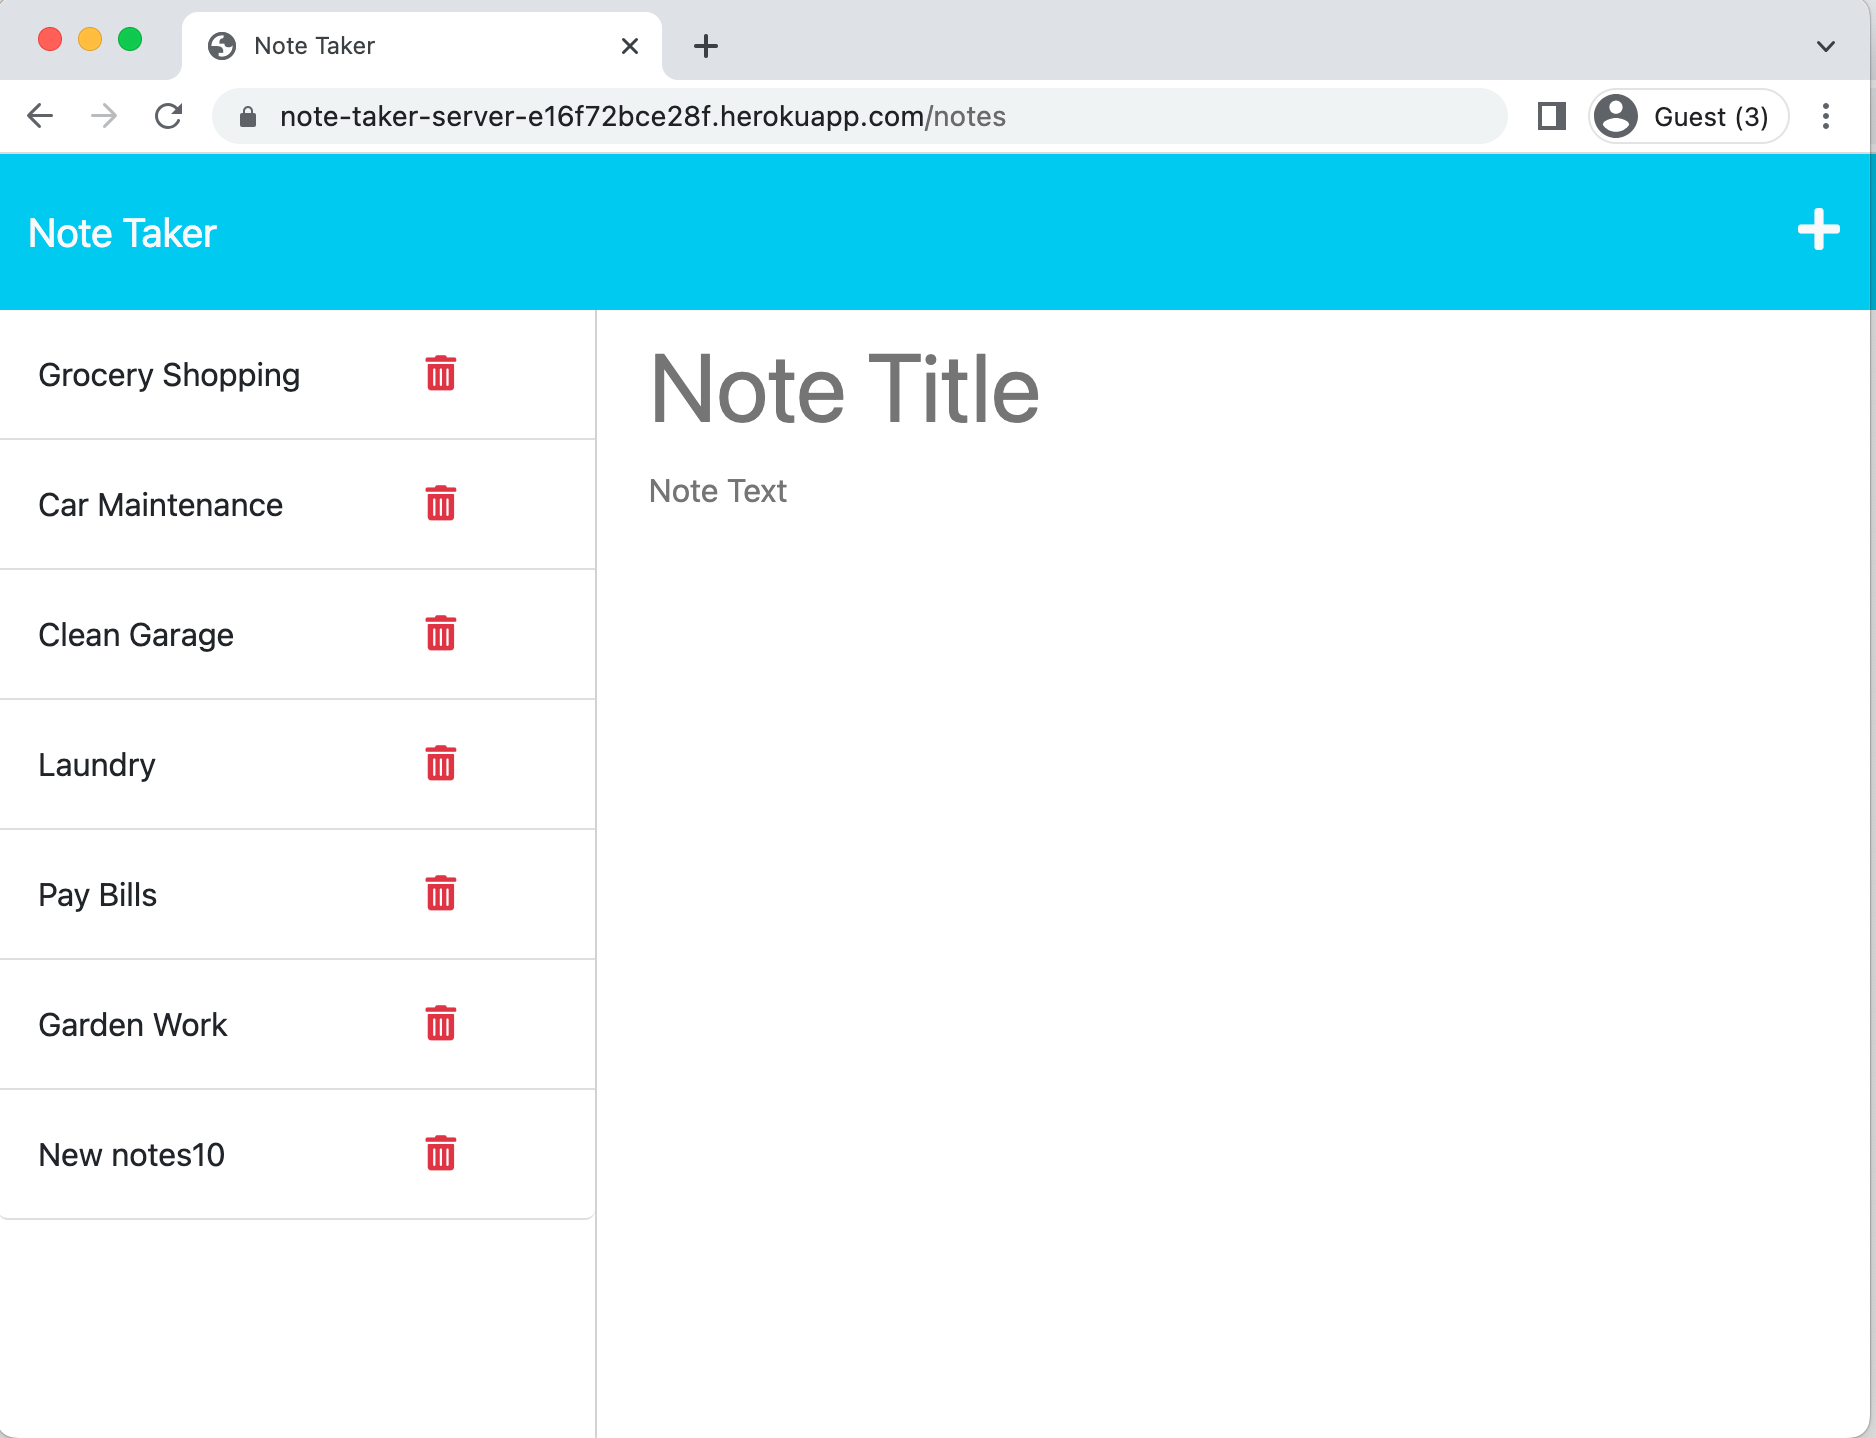 Note Taker
note-taker-server-e16f72bce28f.herokuapp.com/notes
Guest (3)
Note Taker
Grocery Shopping
Car Maintenance
Clean Garage
Laundry
Pay Bills
Garden Work
New notes10
Note Title
Note Text